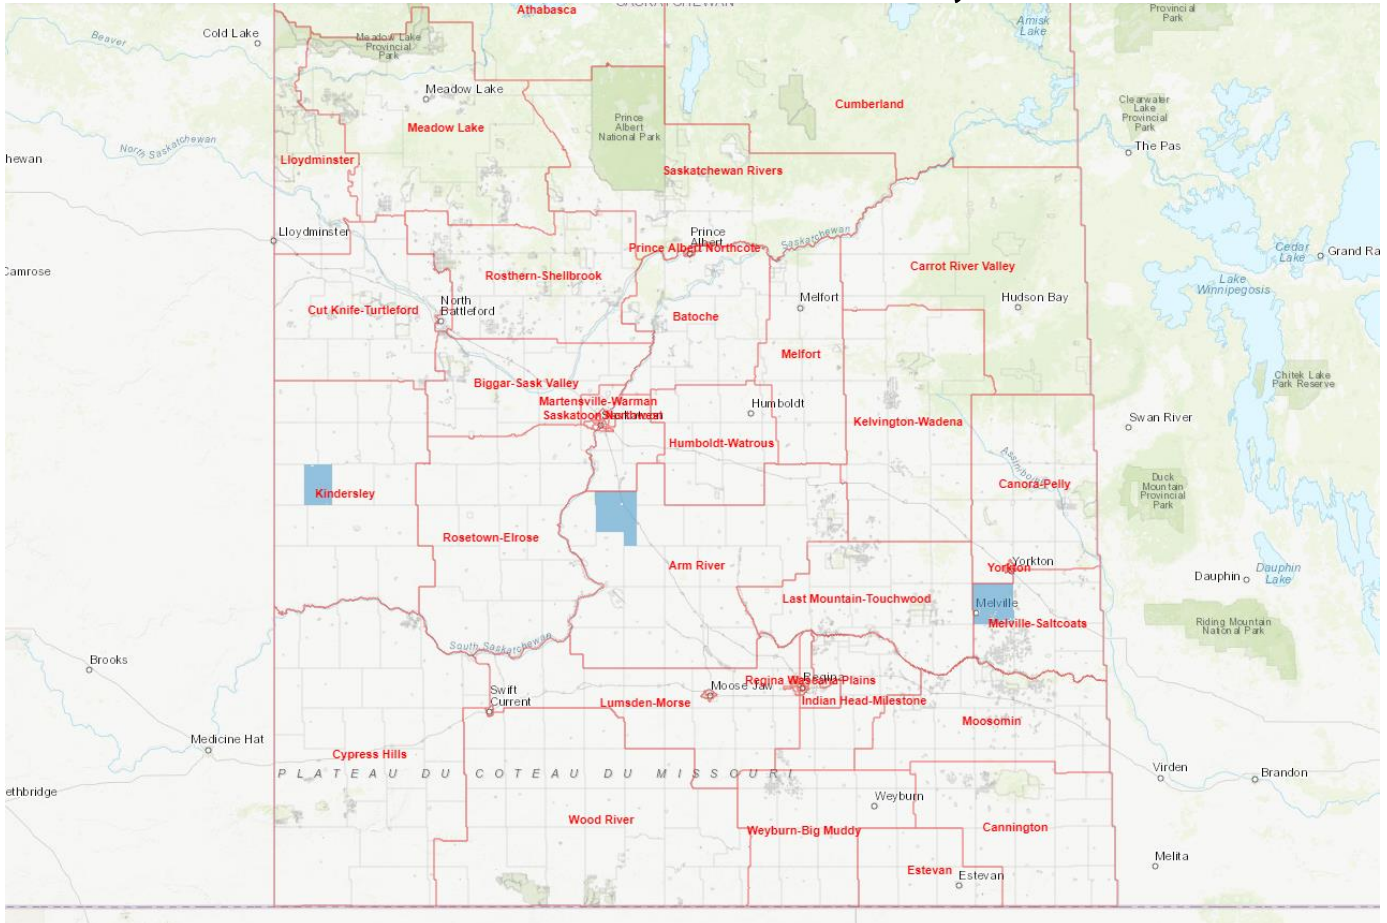 Athabasca
SASKATCHEWAN
Provincial
Park
Amisk
Lake
Beaver
Cold Lake
Meadow Lake
Provincial
Park
Meadow Lake
Meadow Lake
Prince
Albert
National Park
Cumberland
Clearwater
Lake
Provincial
Park
The Pas
hewan
North Saskatchewan
Lloydminster
Saskatchewan Rivers
Lloydminster
Prince
Albert
Prince Albert Northcote
Saskatchewan
Cedar
Lake
Grand Ra
Camrose
Rosthern-Shellbrook
Carrot River Valley
Lake
Winnipegosis
Cut Knife-Turtleford
North
Battleford
Batoche
Melfort
Hudson Bay
Melfort
Biggar-Sask Valley
Chitek Lake
Park Reserve
Martensville-Warman
Humboldt
Swan River
Kelvington-Wadena
Humboldt-Watrous
Assiniboine
Canora-Pelly
Duck
Mountain
Provincial
Park
Kindersley
Rosetown-Elrose
Arm River
Yorkton
Yorkton
Dauphin
Dauphin
Lake
Last Mountain-Touchwood
Melville
Melville-Saltcoats
Riding Mountain
National Park
South Saskatchewan
Brooks
Swift
Current
Moose Jaw
Regina
Regina Wascana-Plains
Lumsden-Morse
Indian Head-Milestone
Moosomin
Medicine Hat
Cypress Hills
PLATEAU DU COTEAU DU MISSOURI
Virden
Brandon
ethbridge
Weyburn
Wood River
Weyburn-Big Muddy
Cannington
Melita
Estevan
Estevan